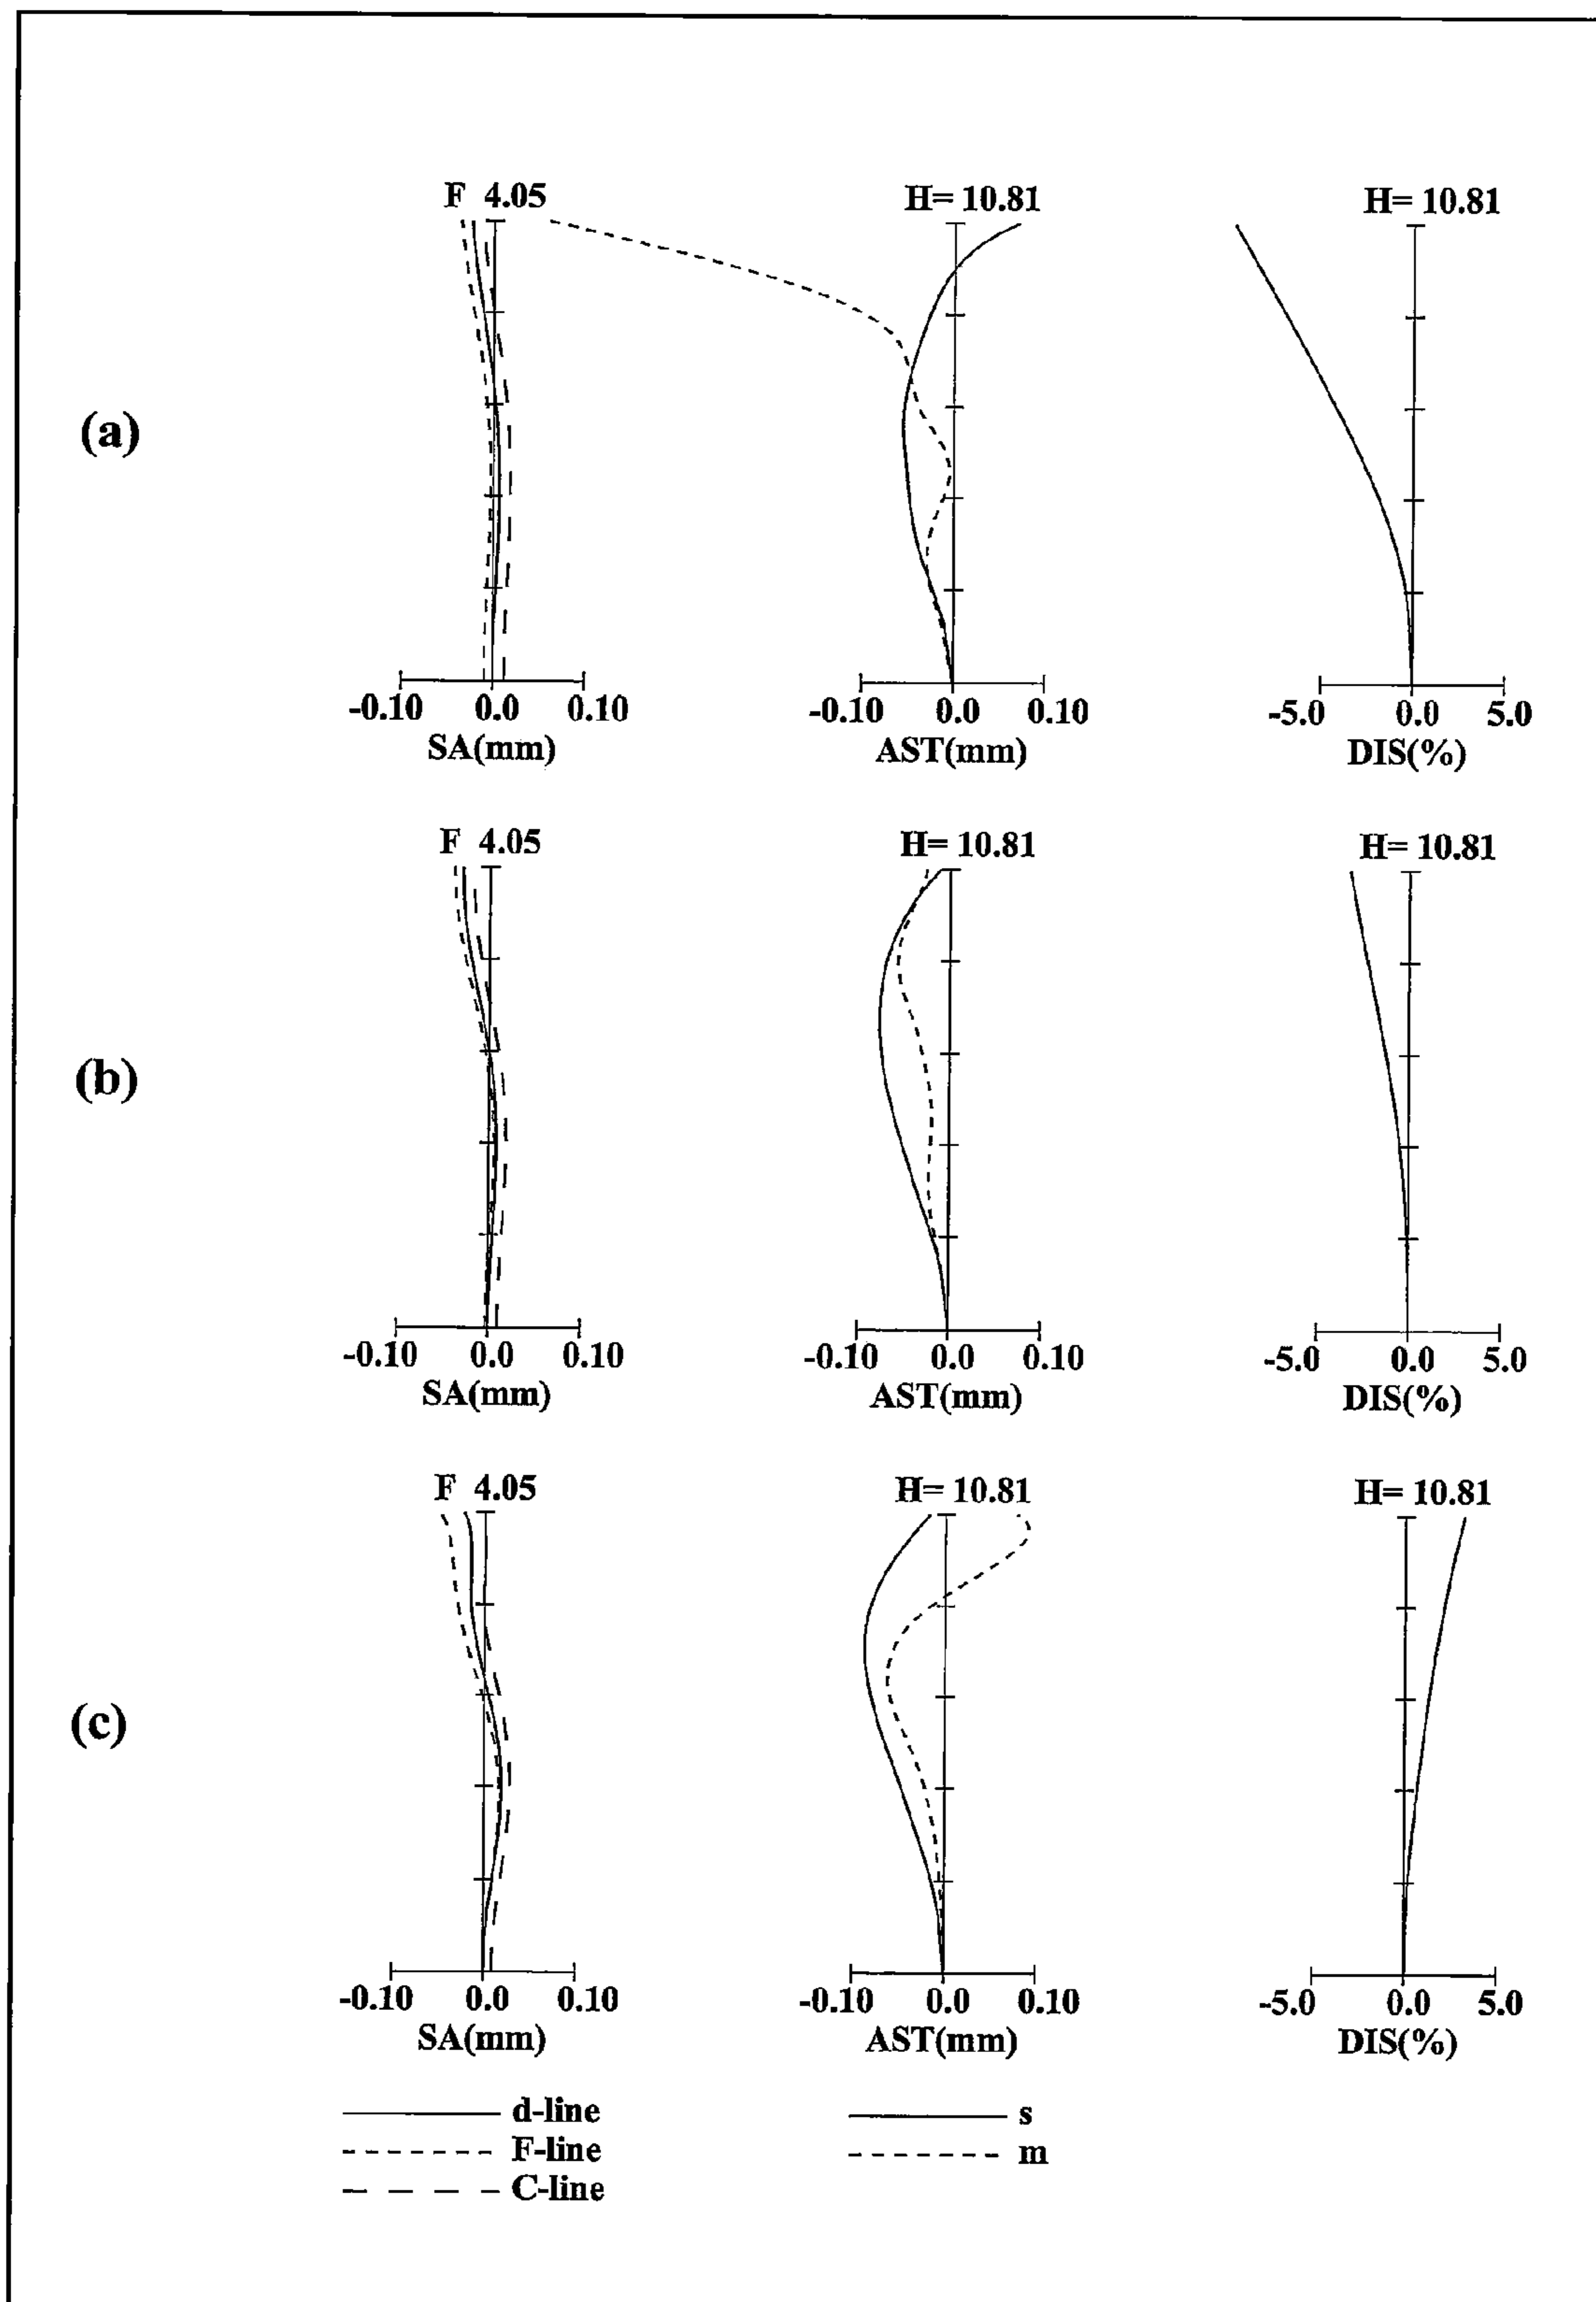 F 4.05 H= 10.81 H= 10.81
(a)
-0.10 0.0 0.10 -0.10 0.0 0.10 -5.0 0.0 5.0
SA(mm) AST(mm) DIS(%)
F 4.05 H= 10.81 H= 10.81
(b)
-0.10 0.0 0.10 -0.10 0.0 0.10 -5.0 0.0 5.0
SA(mm) AST(mm) DIS(%)
F 4.05 H= 10.81 H= 10.81
(c)
-0.10 0.0 0.10 -0.10 0.0 0.10 -5.0 0.0 5.0
SA(mm) AST(mm) DIS(%)
d-line s
F-line m
C-line